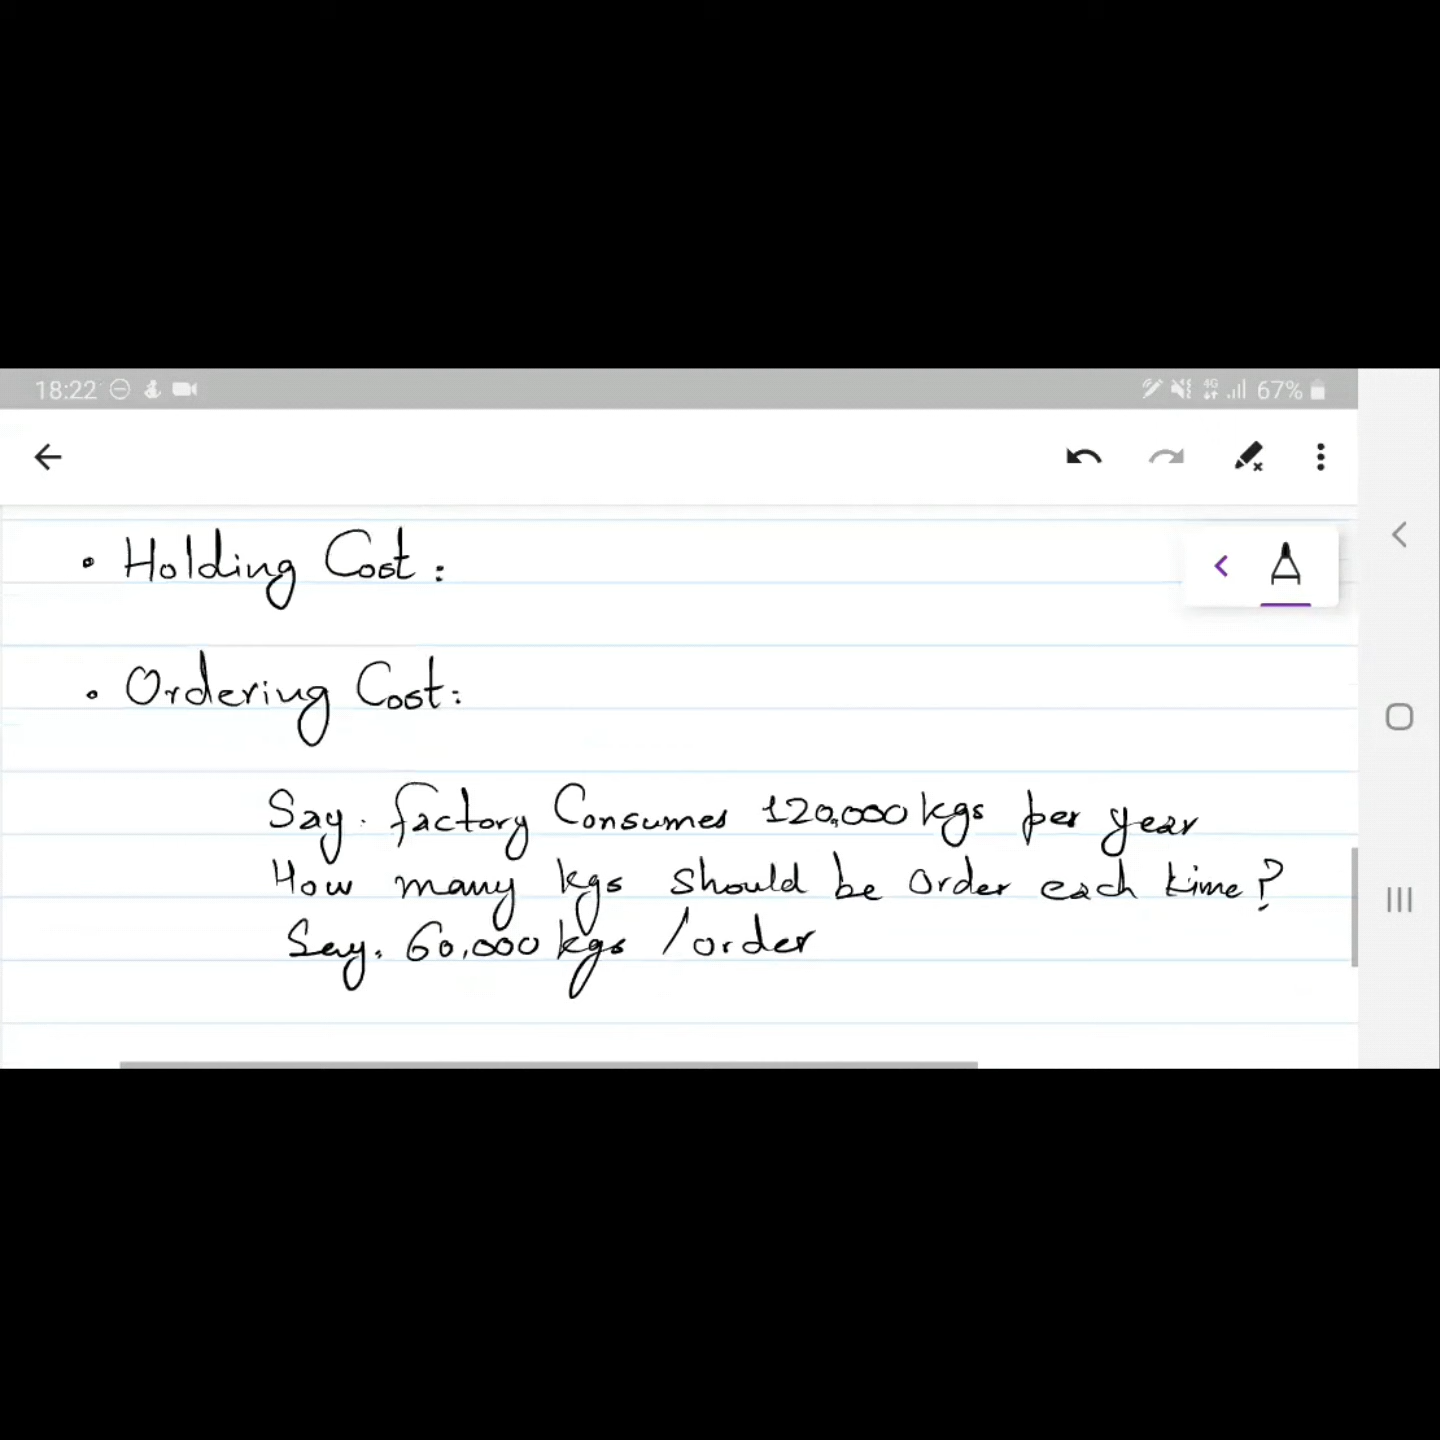 18:22 4G 67%
• Holding Cost:
• Ordering Cost:
Say. factory Consumes 120,000 kgs per year
How many kgs should be order each time?
Say. 60,000 kgs /order